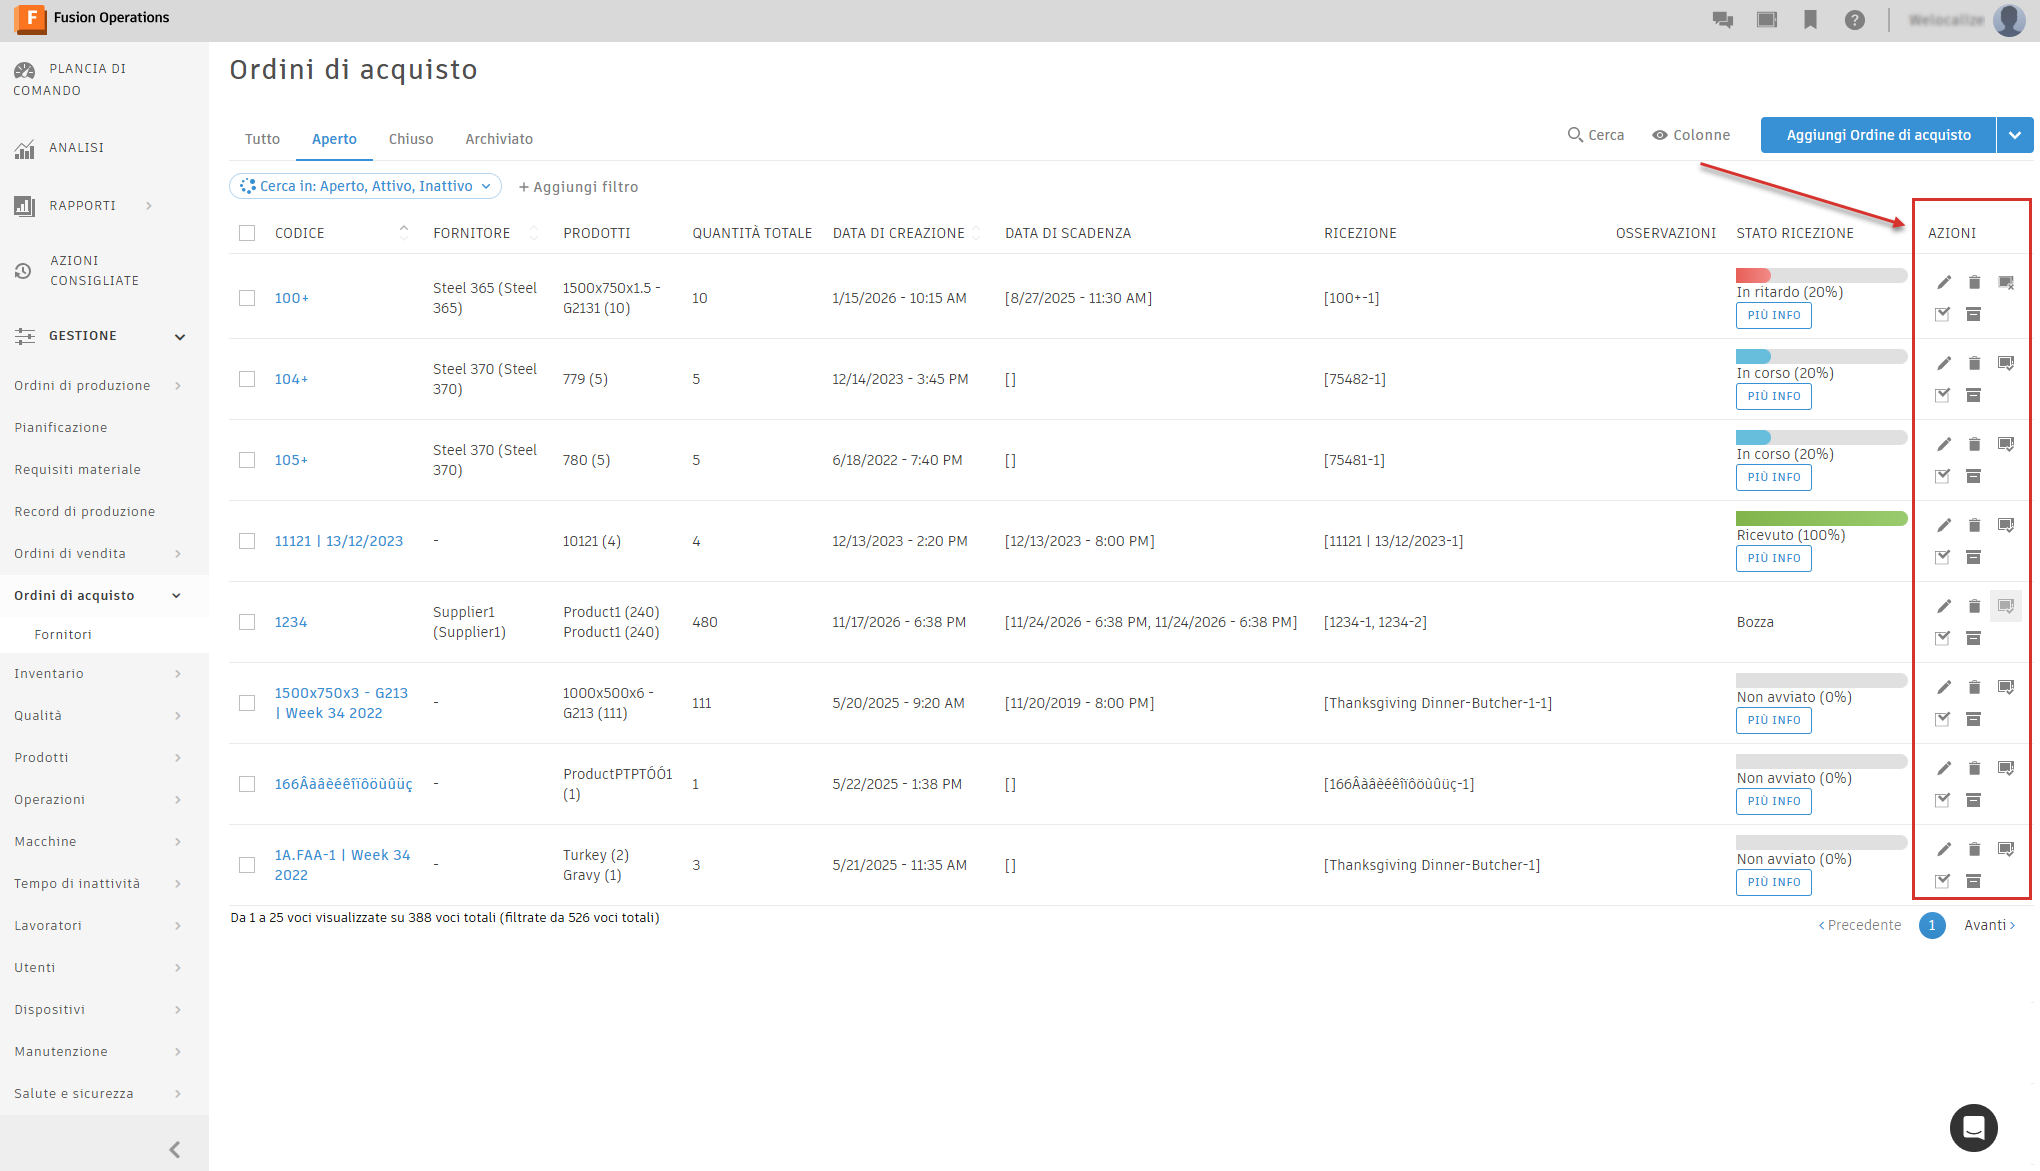 F Fusion Operations
Welocalize
PLANCIA DI
COMANDO
ANALISI
RAPPORTI
AZIONI
CONSIGLIATE
GESTIONE
Ordini di produzione
Pianificazione
Requisiti materiale
Record di produzione
Ordini di vendita
Ordini di acquisto
Fornitori
Inventario
Qualità
Prodotti
Operazioni
Macchine
Tempo di inattività
Lavoratori
Utenti
Dispositivi
Manutenzione
Salute e sicurezza
Ordini di acquisto
Tutto Aperto Chiuso Archiviato
Cerca Colonne Aggiungi Ordine di acquisto
Cerca in: Aperto, Attivo, Inattivo + Aggiungi filtro
CODICE FORNITORE PRODOTTI QUANTITÀ TOTALE DATA DI CREAZIONE DATA DI SCADENZA RICEZIONE OSSERVAZIONI STATO RICEZIONE AZIONI
100+ Steel 365 (Steel 365) 1500x750x1.5 - G2131 (10) 10 1/15/2026 - 10:15 AM [8/27/2025 - 11:30 AM] [100+-1] In ritardo (20%)
PIÙ INFO
104+ Steel 370 (Steel 370) 779 (5) 5 12/14/2023 - 3:45 PM [] [75482-1] In corso (20%)
PIÙ INFO
105+ Steel 370 (Steel 370) 780 (5) 5 6/18/2022 - 7:40 PM [] [75481-1] In corso (20%)
PIÙ INFO
11121 | 13/12/2023 - 10121 (4) 4 12/13/2023 - 2:20 PM [12/13/2023 - 8:00 PM] [11121 | 13/12/2023-1] Ricevuto (100%)
PIÙ INFO
1234 Supplier1 (Supplier1) Product1 (240) Product1 (240) 480 11/17/2026 - 6:38 PM [11/24/2026 - 6:38 PM, 11/24/2026 - 6:38 PM] [1234-1, 1234-2] Bozza
1500x750x3 - G213 | Week 34 2022 - 1000x500x6 - G213 (111) 111 5/20/2025 - 9:20 AM [11/20/2019 - 8:00 PM] [Thanksgiving Dinner-Butcher-1-1] Non avviato (0%)
PIÙ INFO
166Âàâèéêîïôöùûüç - ProductPTPTÓÓ1 (1) 1 5/22/2025 - 1:38 PM [] [166Âàâèéêîïôöùûüç-1] Non avviato (0%)
PIÙ INFO
1A.FAA-1 | Week 34 2022 - Turkey (2) Gravy (1) 3 5/21/2025 - 11:35 AM [] [Thanksgiving Dinner-Butcher-1] Non avviato (0%)
PIÙ INFO
Da 1 a 25 voci visualizzate su 388 voci totali (filtrate da 526 voci totali)
Precedente 1 Avanti